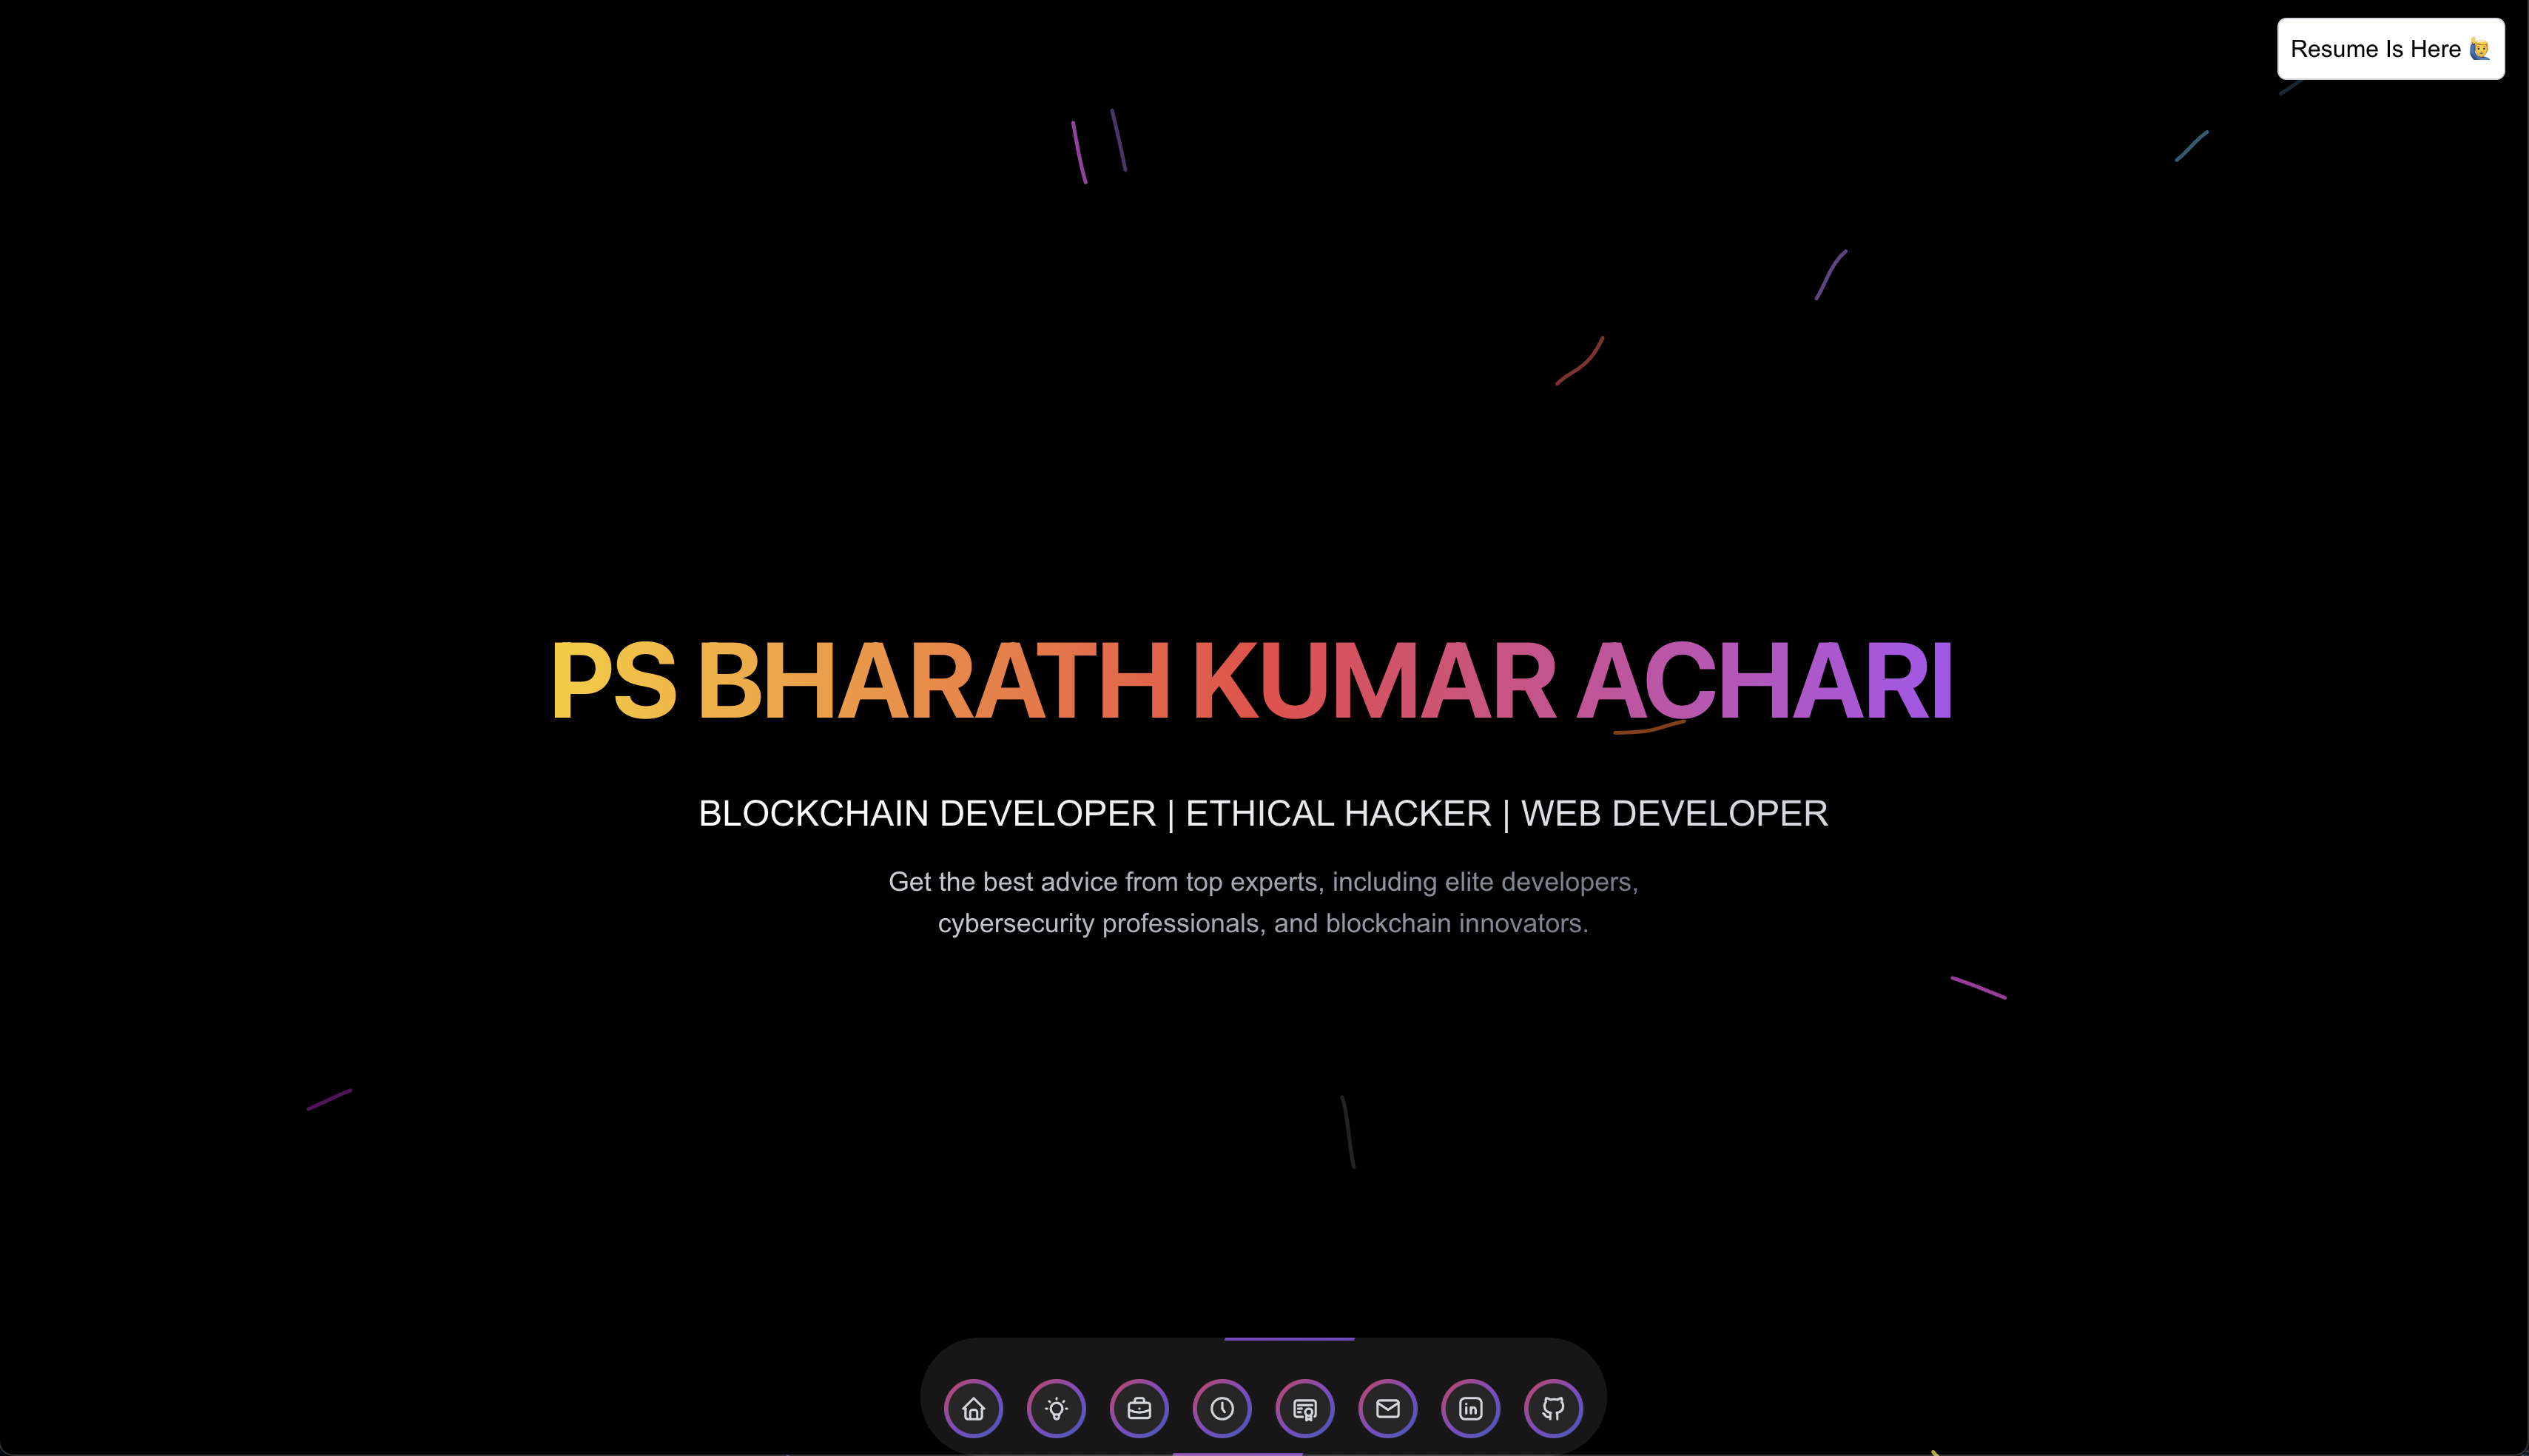 Resume Is Here 🙋‍♂️
PS BHARATH KUMAR ACHARI
BLOCKCHAIN DEVELOPER | ETHICAL HACKER | WEB DEVELOPER
Get the best advice from top experts, including elite developers,
cybersecurity professionals, and blockchain innovators.
in